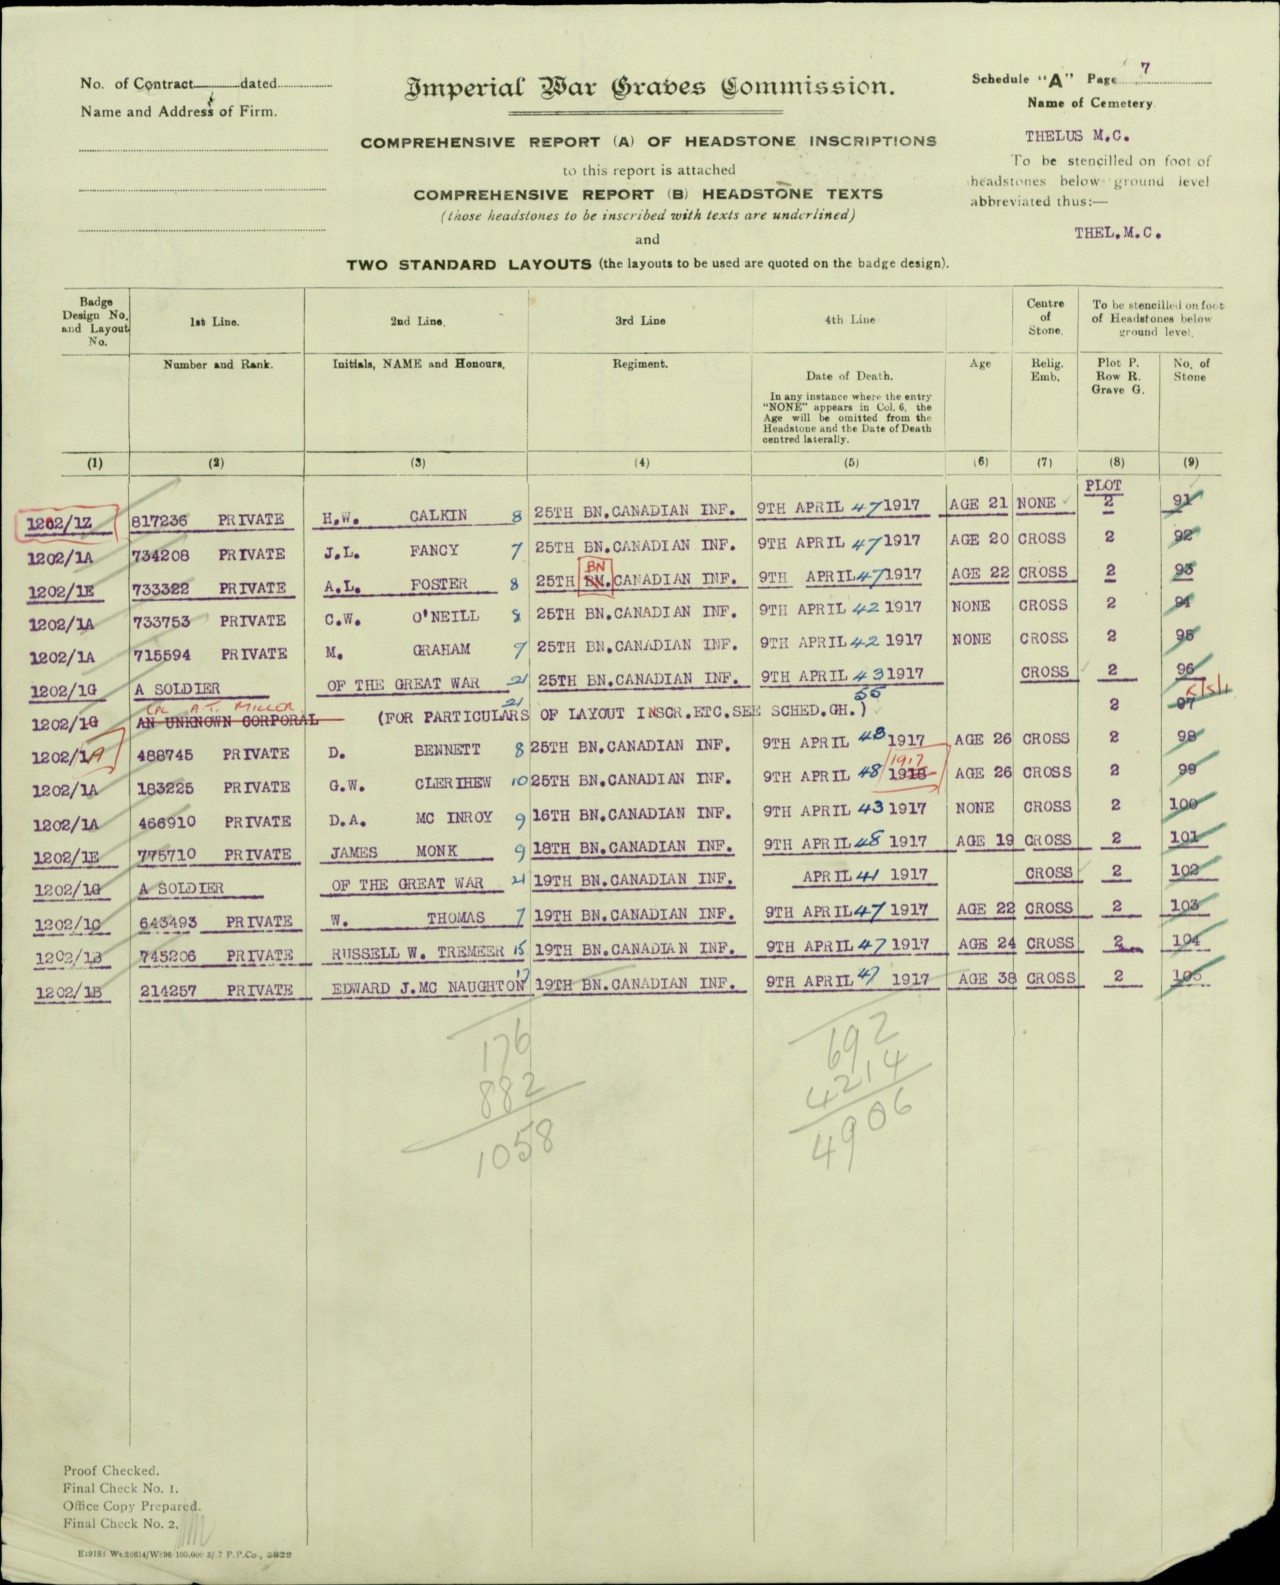 No. of Contract dated
Name and Address of Firm.
Imperial War Graves Commission.
COMPREHENSIVE REPORT (A) OF HEADSTONE INSCRIPTIONS
to this report is attached
COMPREHENSIVE REPORT (B) HEADSTONE TEXTS
(those headstones to be inscribed with texts are underlined)
and
TWO STANDARD LAYOUTS (the layouts to be used are quoted on the badge design).
Schedule "A" Page 7
Name of Cemetery
THELUS M.C.
To be stencilled on foot of
headstones below ground level
abbreviated thus:—
THEL.M.C.
Badge Design No. and Layout No.
1st Line. 2nd Line. 3rd Line 4th Line
Centre of Stone.
To be stencilled on foot of Headstones below ground level.
Number and Rank. Initials, NAME and Honours. Regiment. Date of Death. Age Relig. Emb. Plot P. Row R. Grave G. No. of Stone
In any instance where the entry "NONE" appears in Col. 6, the Age will be omitted from the Headstone and the Date of Death centred laterally.
(1) (2) (3) (4) (5) (6) (7) (8) (9)
PLOT
1202/1Z 817236 PRIVATE H.W. CALKIN 8 25TH BN.CANADIAN INF. 9TH APRIL 47 1917 AGE 21 NONE 2 91
1202/1A 734208 PRIVATE J.L. FANCY 7 25TH BN.CANADIAN INF. 9TH APRIL 47 1917 AGE 20 CROSS 2 92
BN
1202/1E 733322 PRIVATE A.L. FOSTER 8 25TH BN.CANADIAN INF. 9TH APRIL 47 1917 AGE 22 CROSS 2 93
1202/1A 733753 PRIVATE C.W. O'NEILL 8 25TH BN.CANADIAN INF. 9TH APRIL 42 1917 NONE CROSS 2 94
1202/1A 715594 PRIVATE M. GRAHAM 7 25TH BN.CANADIAN INF. 9TH APRIL 42 1917 NONE CROSS 2 95
1202/1G A SOLDIER OF THE GREAT WAR 21 25TH BN.CANADIAN INF. 9TH APRIL 43 1917 CROSS 2 96
CPL A.T. MILLER 21 55 5/5/1
1202/1G AN UNKNOWN CORPORAL (FOR PARTICULARS OF LAYOUT INSCR.ETC.SEE SCHED.GH.) 2 97
1202/1A 488745 PRIVATE D. BENNETT 8 25TH BN.CANADIAN INF. 9TH APRIL 48 1917 AGE 26 CROSS 2 98
1917
1202/1A 183225 PRIVATE G.W. CLERIHEW 10 25TH BN.CANADIAN INF. 9TH APRIL 48 AGE 26 CROSS 2 99
1202/1A 466910 PRIVATE D.A. MC INROY 9 16TH BN.CANADIAN INF. 9TH APRIL 43 1917 NONE CROSS 2 100
1202/1E 775710 PRIVATE JAMES MONK 9 18TH BN.CANADIAN INF. 9TH APRIL 48 1917 AGE 19 CROSS 2 101
1202/1G A SOLDIER OF THE GREAT WAR 21 19TH BN.CANADIAN INF. APRIL 41 1917 CROSS 2 102
1202/1C 643493 PRIVATE W. THOMAS 7 19TH BN.CANADIAN INF. 9TH APRIL 47 1917 AGE 22 CROSS 2 103
1202/1B 745206 PRIVATE RUSSELL W. TREMEER 15 19TH BN.CANADIAN INF. 9TH APRIL 47 1917 AGE 24 CROSS 2 104
1202/1B 214257 PRIVATE EDWARD J.MC NAUGHTON 17 19TH BN.CANADIAN INF. 9TH APRIL 47 1917 AGE 38 CROSS 2 105
176 692
882 4214
1058 4906
Proof Checked.
Final Check No. 1.
Office Copy Prepared.
Final Check No. 2.